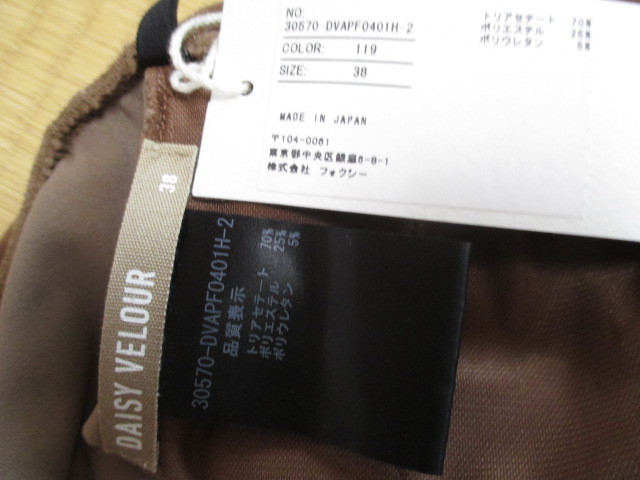 NO:
30570-DVAPF0401H-2
COLOR: 119
SIZE: 38
トリアセテート 70%
ポリエステル 25%
ポリウレタン 5%
MADE IN JAPAN
〒104-0061
東京都中央区銀座6-8-1
株式会社 フォクシー
38
DAISY VELOUR
30570-DVAPF0401H-2
品質表示
トリアセテート 70%
ポリエステル 25%
ポリウレタン 5%